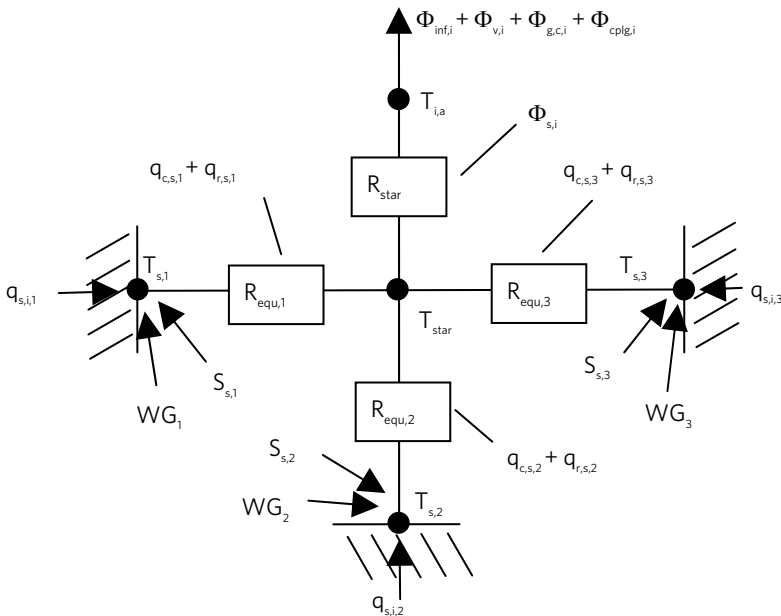 Φinf,i + Φv,i + Φg,c,i + Φcplg,i
Ti,a
Φs,i
qc,s,1 + qr,s,1
Rstar
qc,s,3 + qr,s,3
Ts,1
Ts,3
qs,i,1
Requ,1
Requ,3
qs,i,3
Tstar
Ss,1
Ss,3
WG1
WG3
Requ,2
Ss,2
qc,s,2 + qr,s,2
WG2
Ts,2
qs,i,2